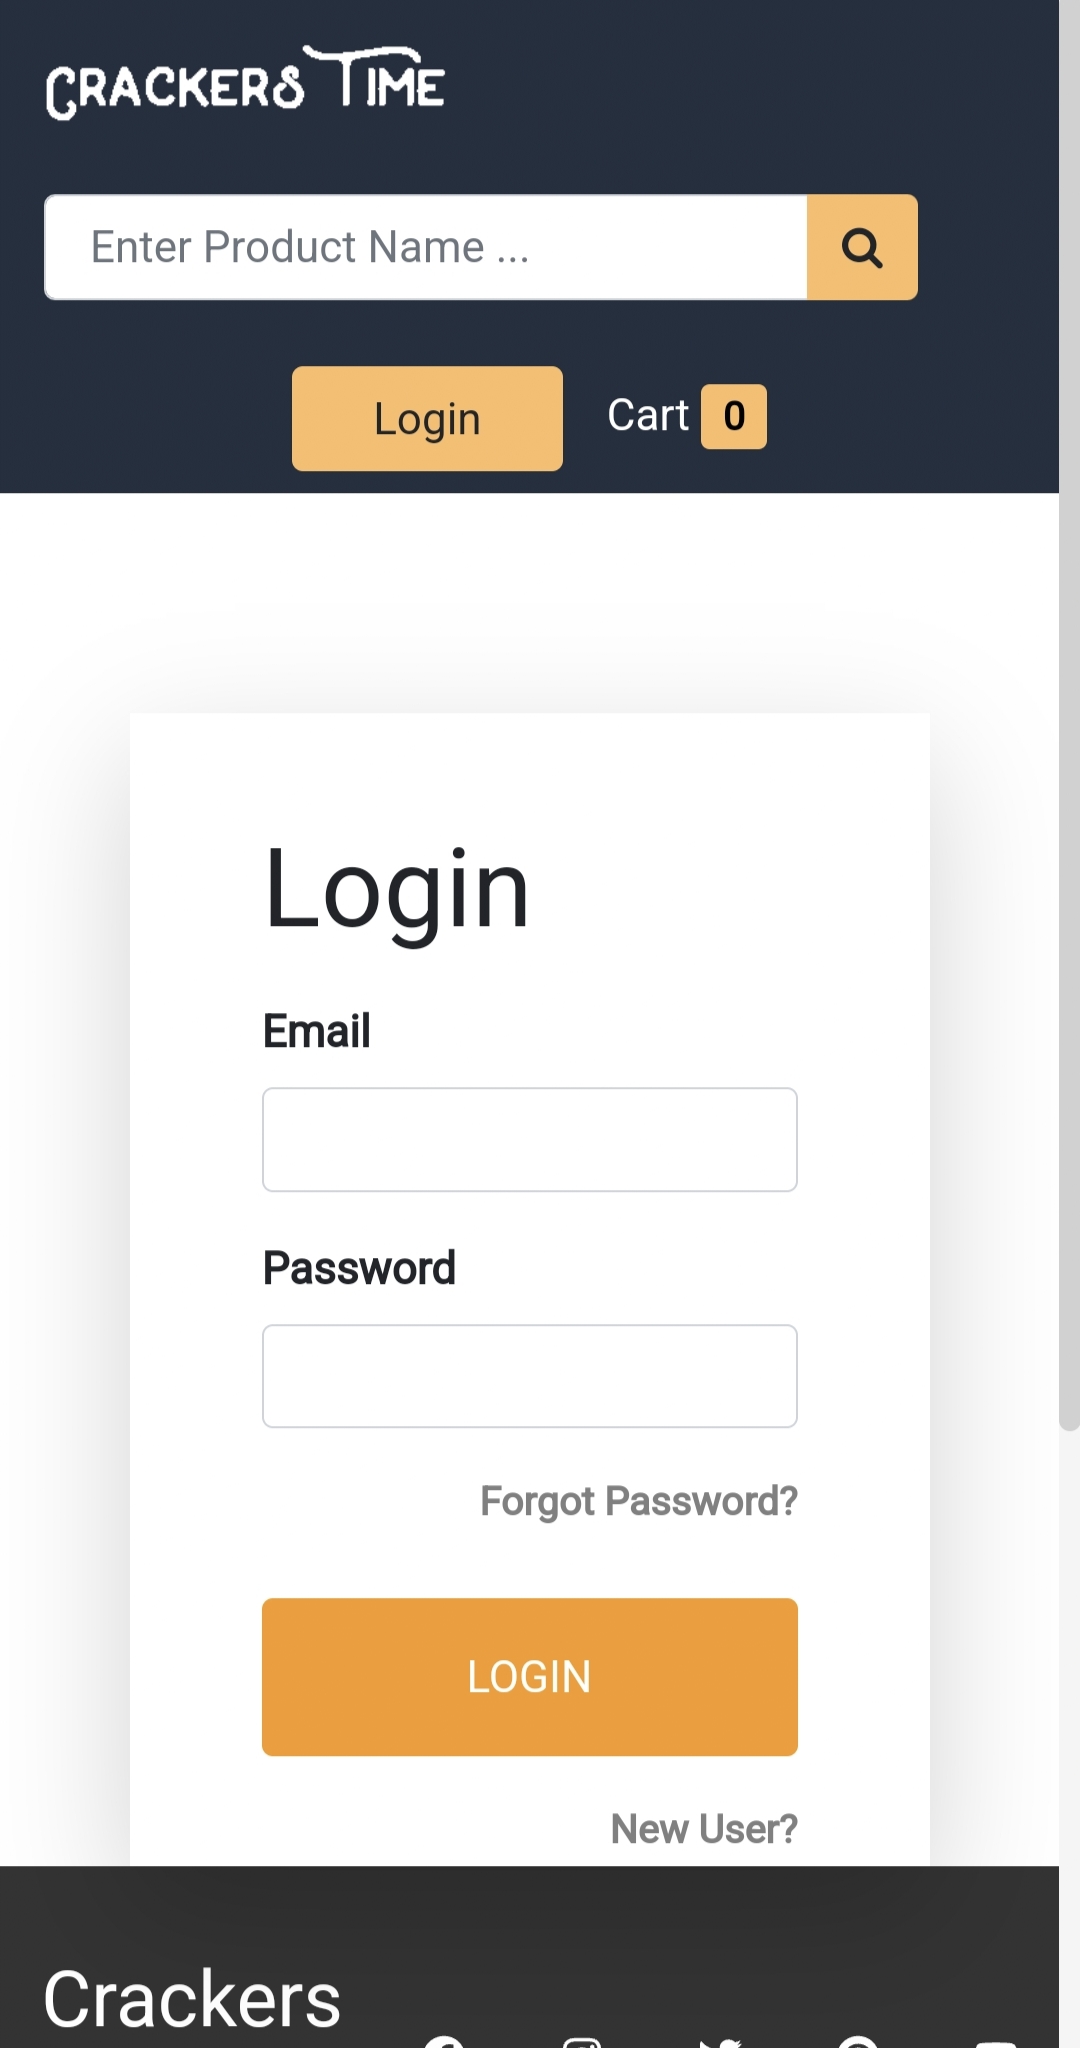 CRACKERS TIME
Enter Product Name ...
Login
Cart 0
Login
Email
Password
Forgot Password?
LOGIN
New User?
Crackers